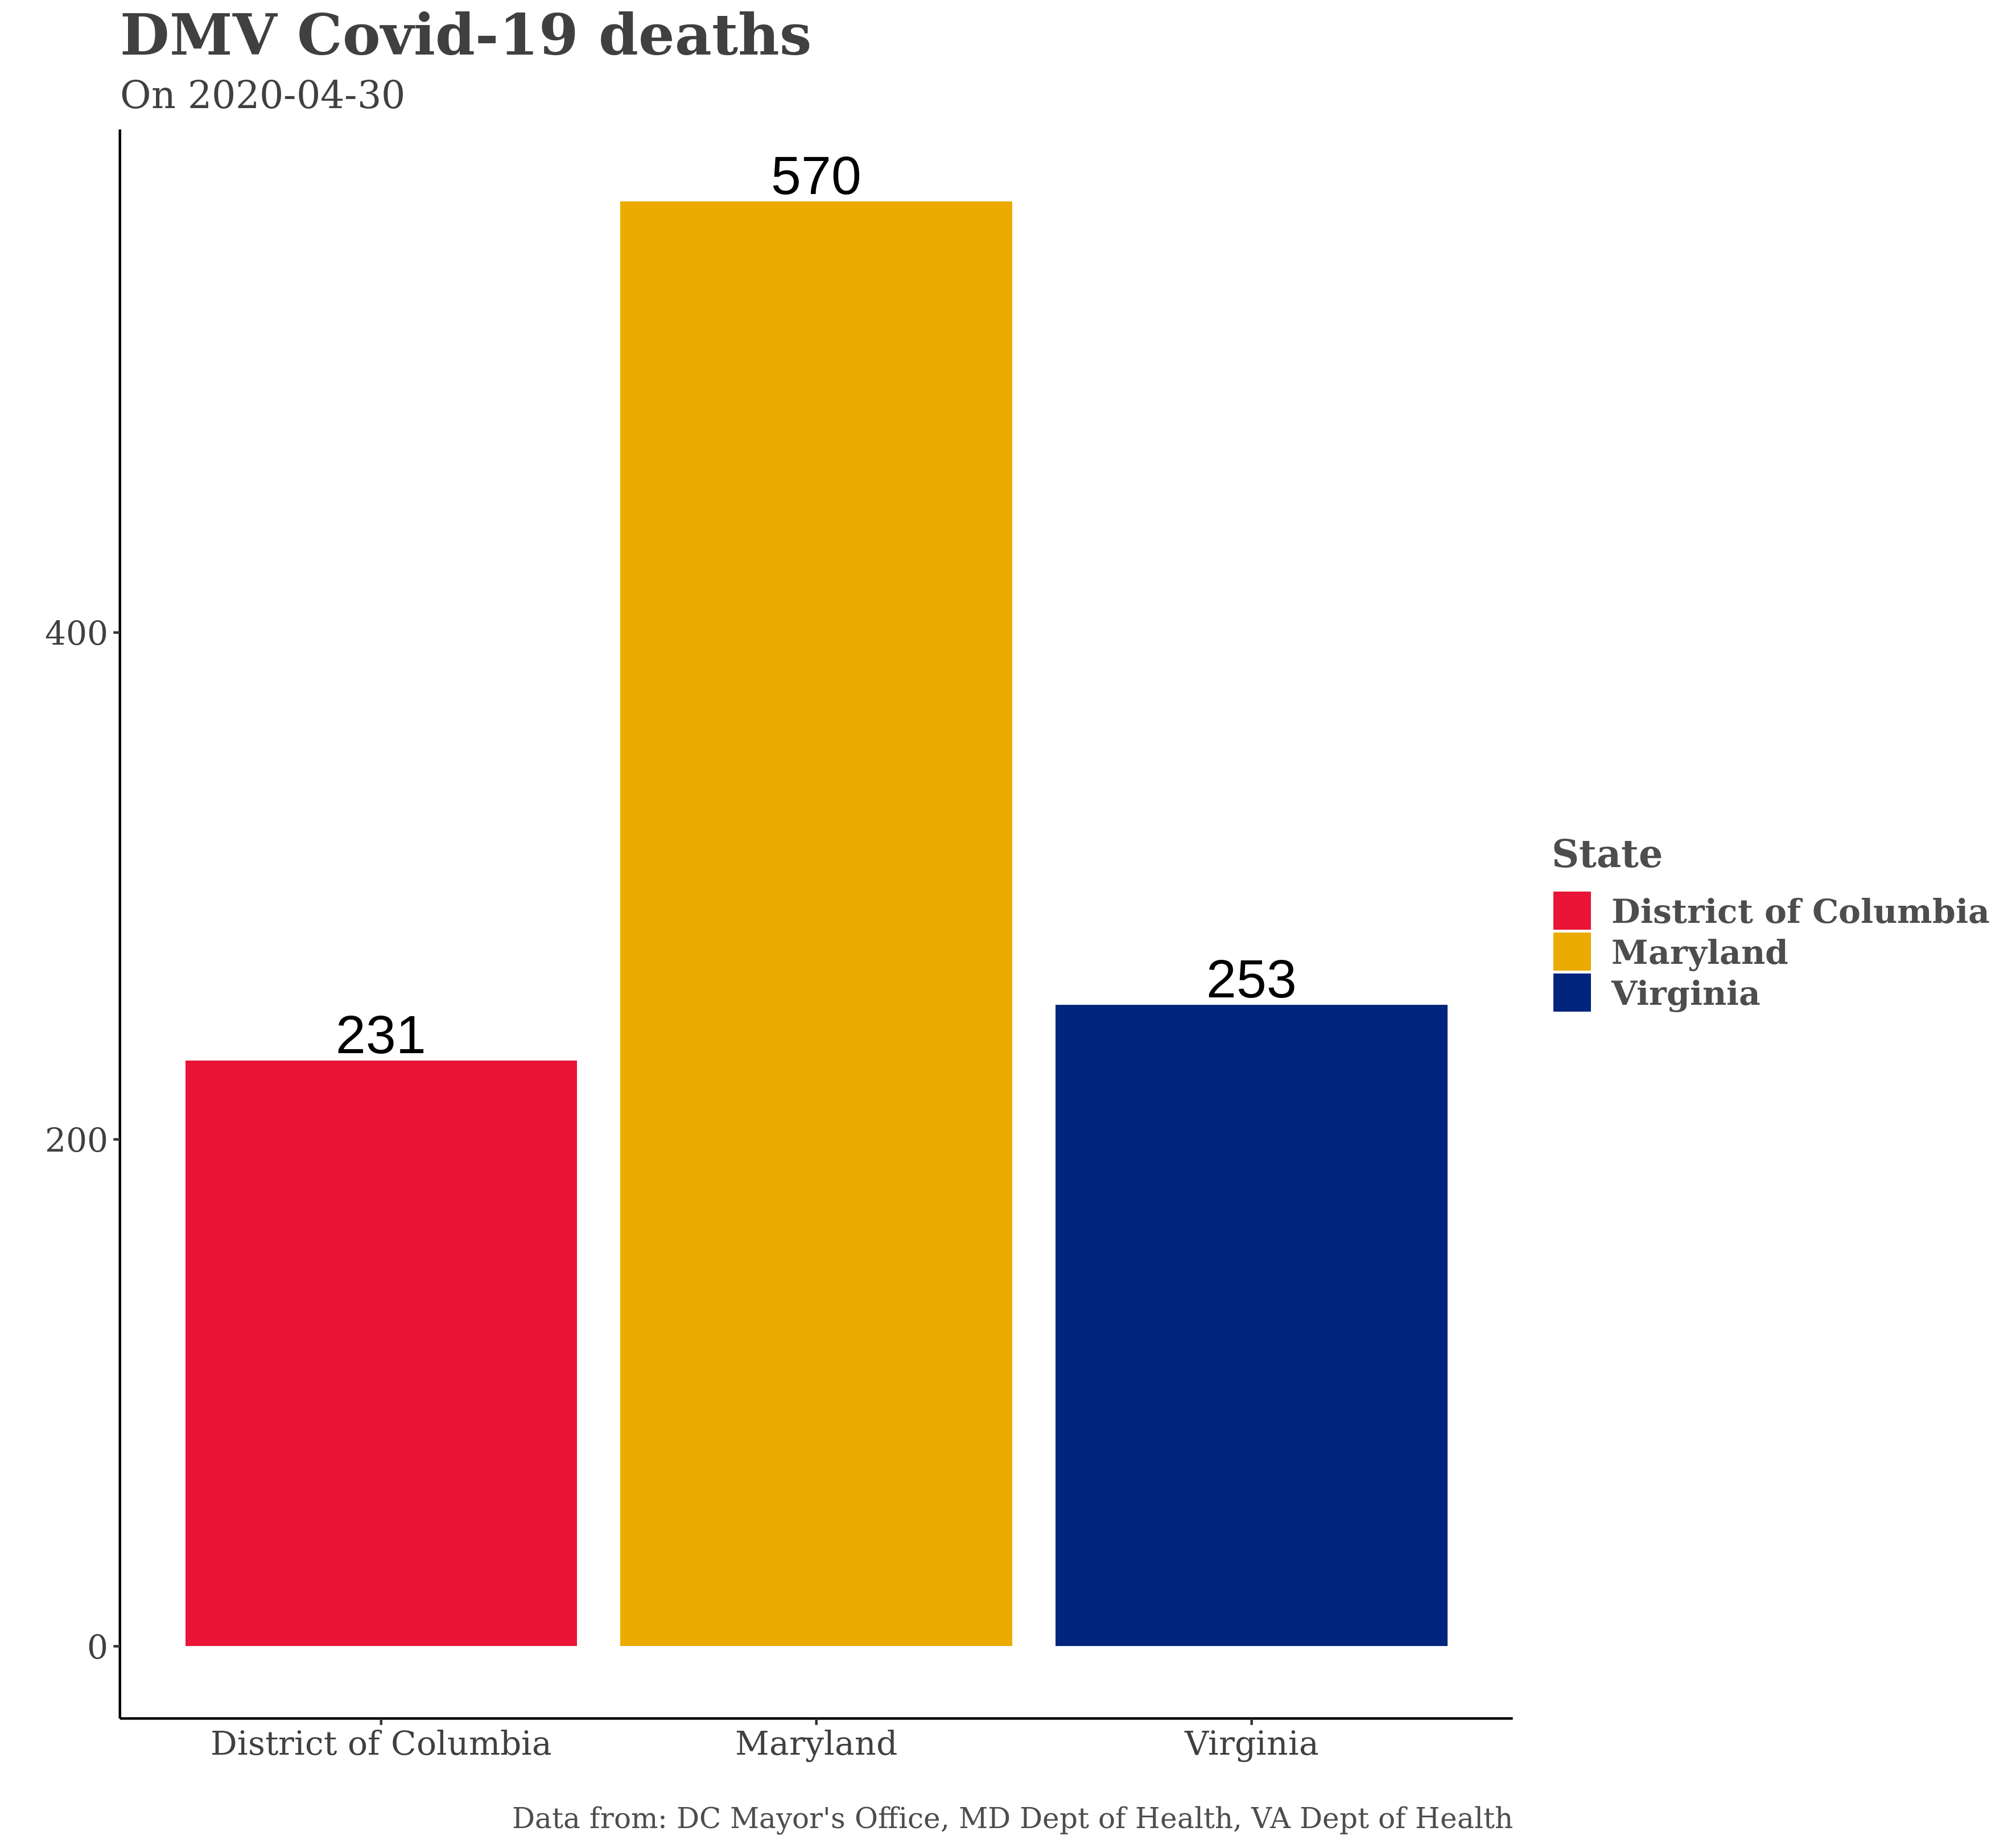 DMV Covid-19 deaths
On 2020-04-30
570
400
253
231
200
0
State
District of Columbia
Maryland
Virginia
District of Columbia
Maryland
Virginia
Data from: DC Mayor's Office, MD Dept of Health, VA Dept of Health